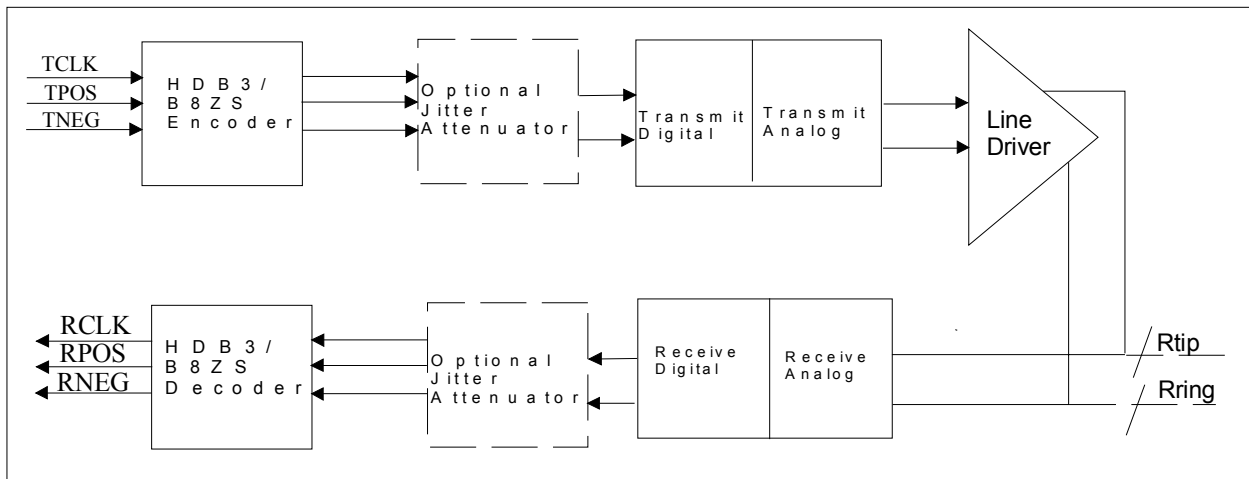 TCLK
TPOS
TNEG
HDB3/
B8ZS
Encoder
Optional
Jitter
Attenuator
Transmit
Digital
Transmit
Analog
Line
Driver
RCLK
RPOS
RNEG
HDB3/
B8ZS
Decoder
Optional
Jitter
Attenuator
Receive
Digital
Receive
Analog
Rtip
Rring